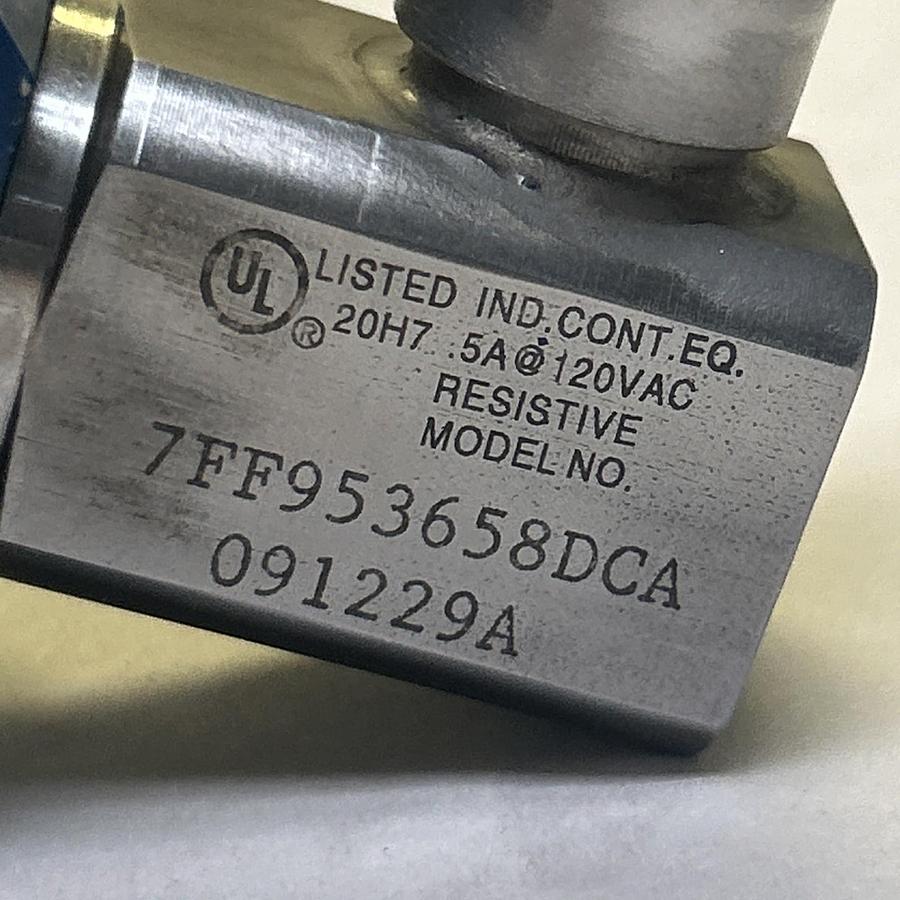 UL LISTED IND.CONT.EQ.
® 20H7 .5A@120VAC
RESISTIVE
MODEL NO.
7FF953658DCA
091229A